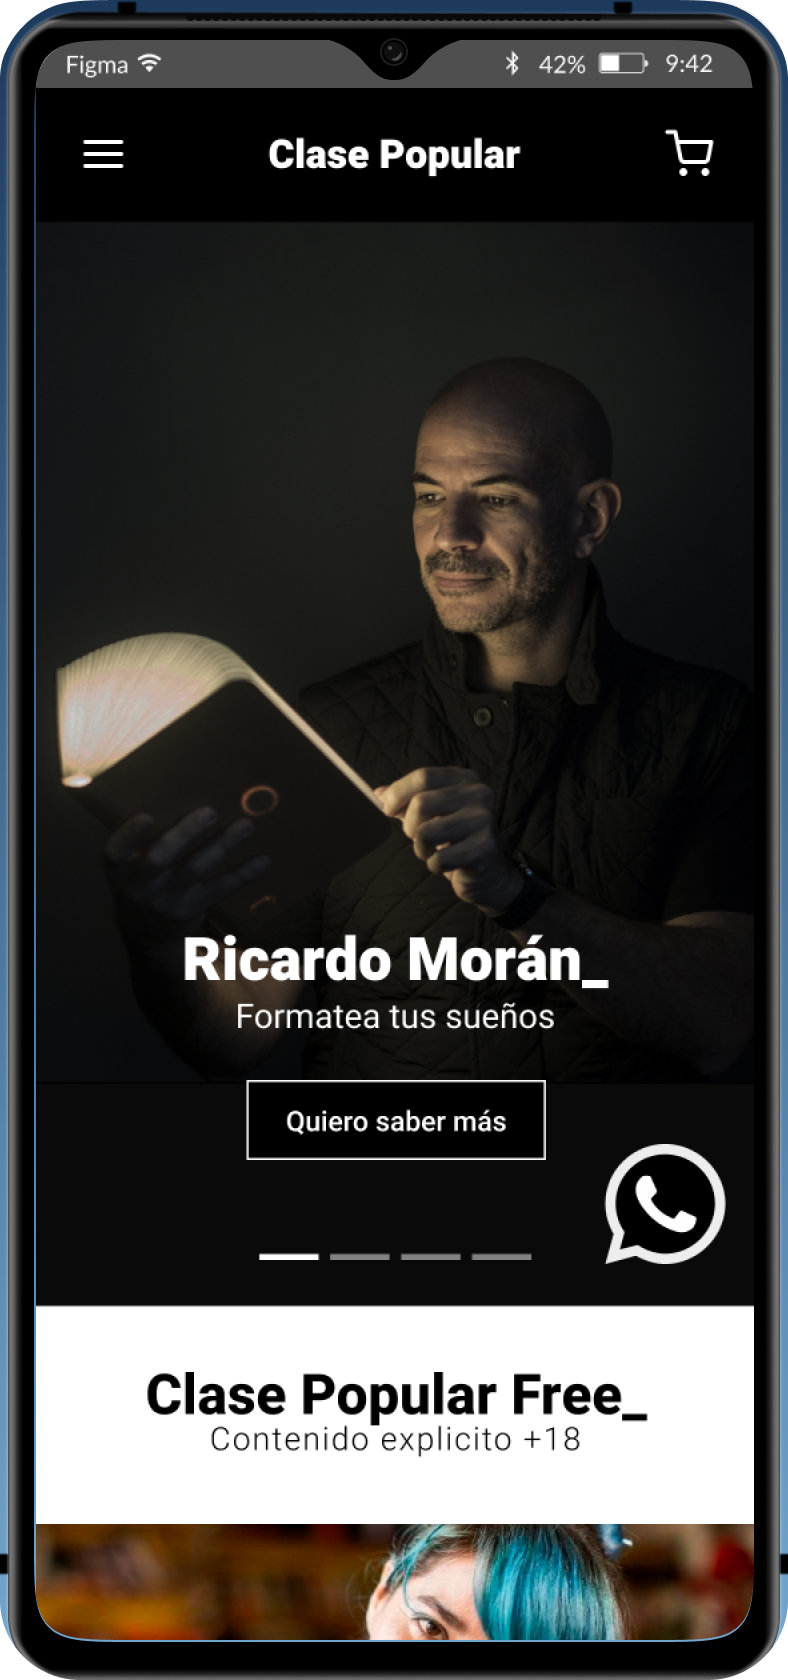 Figma 42% 9:42
Clase Popular
Ricardo Morán_
Formatea tus sueños
Quiero saber más
Clase Popular Free_
Contenido explicito +18